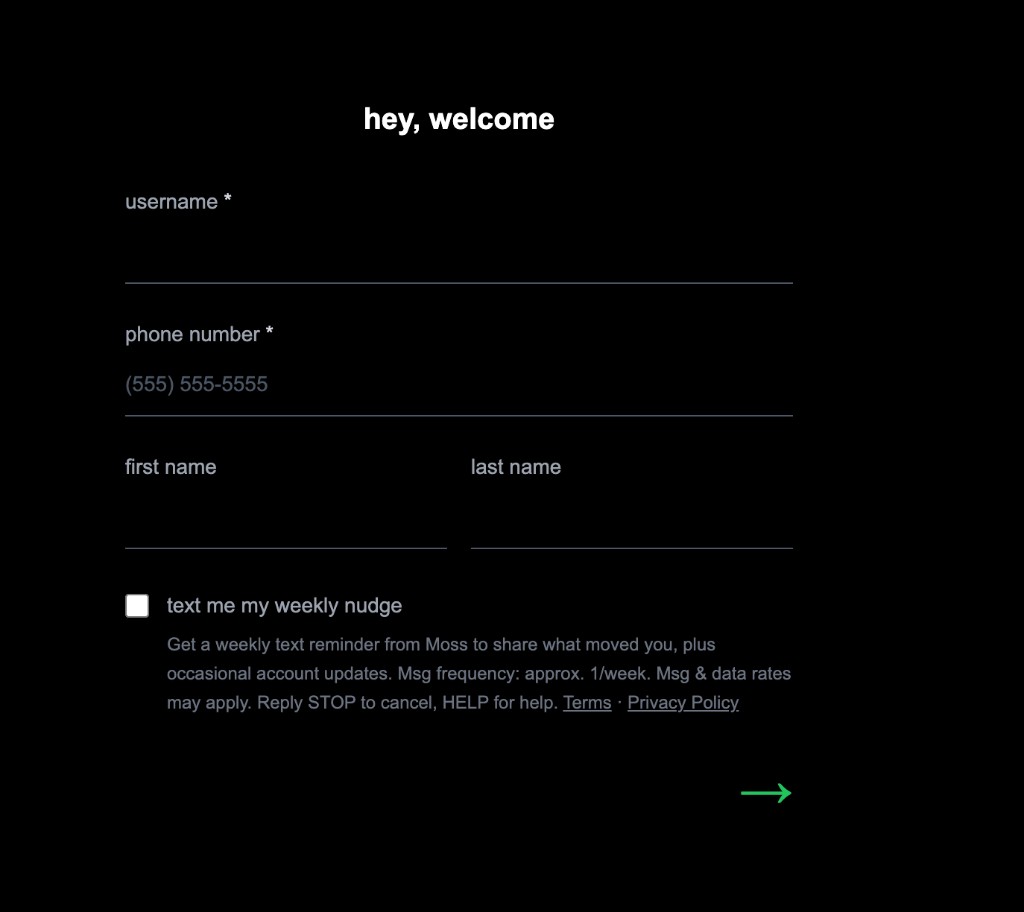 hey, welcome
username *
phone number *
(555) 555-5555
first name last name
text me my weekly nudge
Get a weekly text reminder from Moss to share what moved you, plus
occasional account updates. Msg frequency: approx. 1/week. Msg & data rates
may apply. Reply STOP to cancel, HELP for help. Terms · Privacy Policy